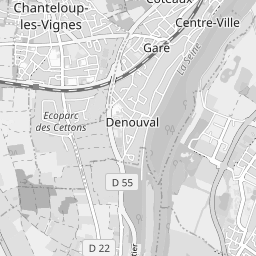 Coteaux
Chanteloup-
les-Vignes
Centre-Ville
Gare
La Seine
Ecoparc
des Cettons
Denouval
D 55
D 22